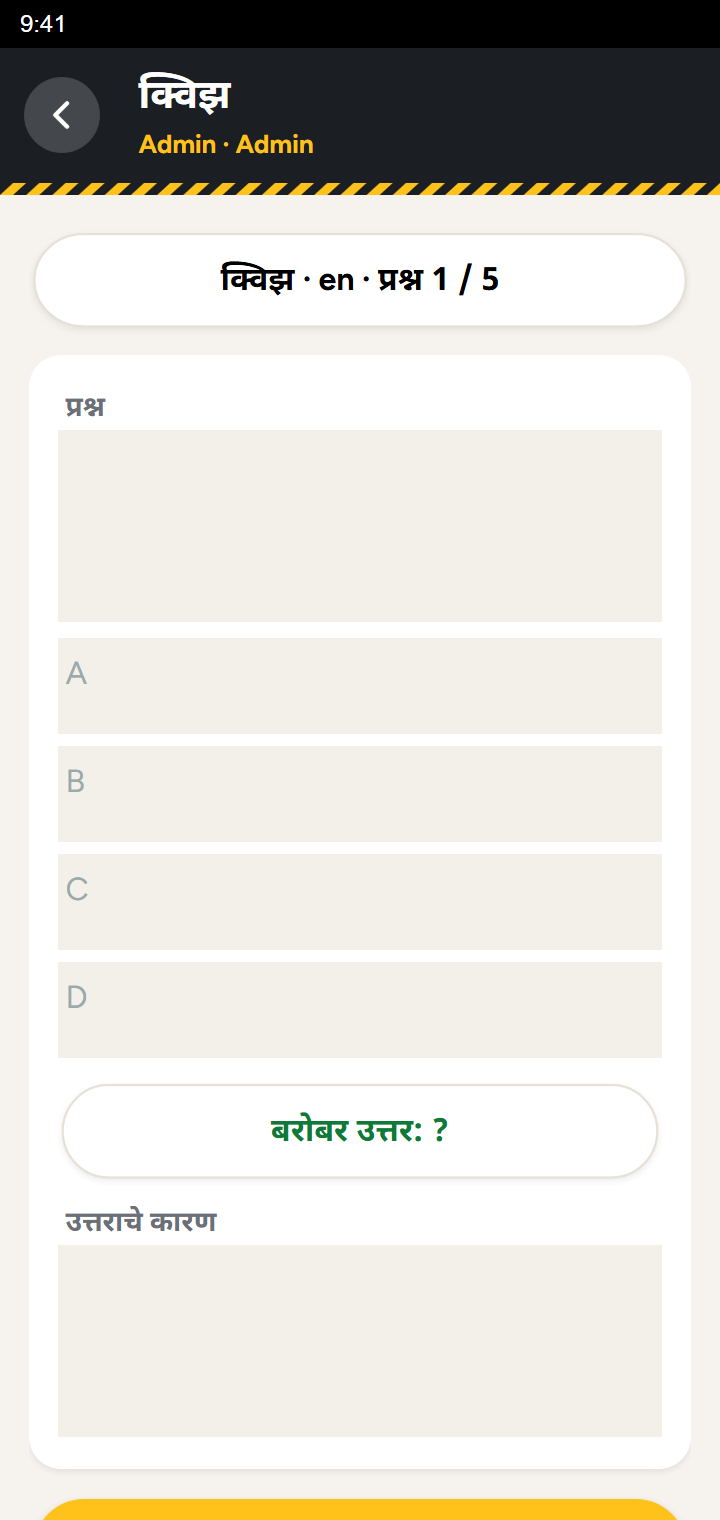 9:41
क्विझ
Admin · Admin
क्विझ · en · प्रश्न 1 / 5
प्रश्न
A
B
C
D
बरोबर उत्तर: ?
उत्तराचे कारण